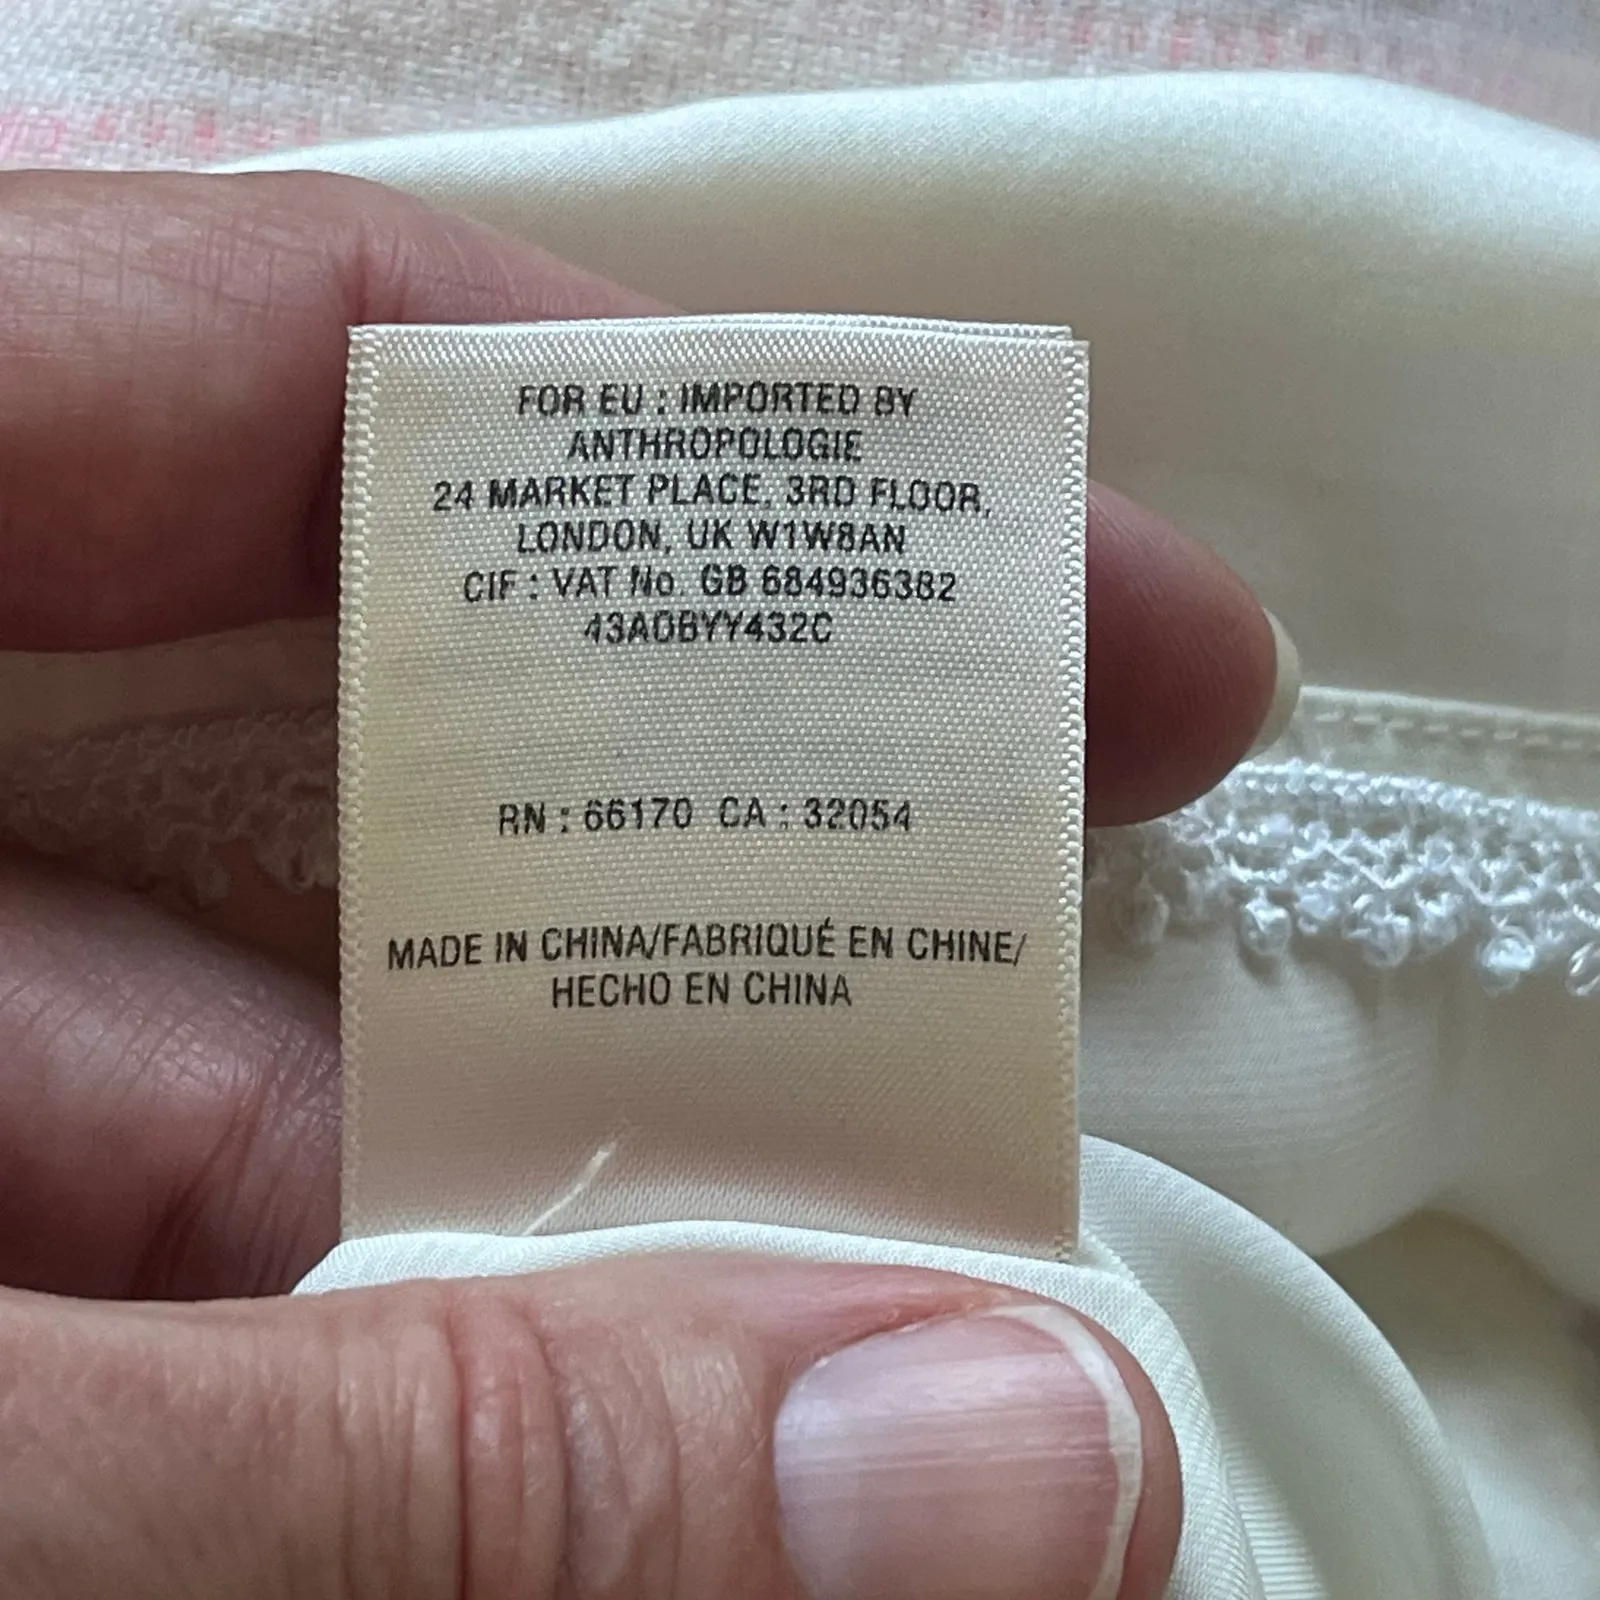 FOR EU : IMPORTED BY
ANTHROPOLOGIE
24 MARKET PLACE, 3RD FLOOR,
LONDON, UK W1W8AN
CIF : VAT No. GB 684936382
43A0BYY432C
RN : 66170 CA : 32054
MADE IN CHINA/FABRIQUÉ EN CHINE/
HECHO EN CHINA